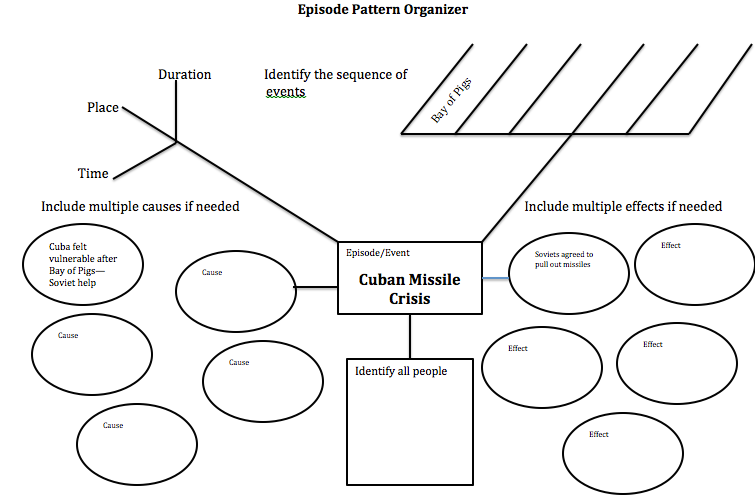 Episode Pattern Organizer
Duration
Identify the sequence of
events
Place
Bay of Pigs
Time
Include multiple causes if needed
Include multiple effects if needed
Cuba felt
vulnerable after
Bay of Pigs—
Soviet help
Cause
Episode/Event
Cuban Missile
Crisis
Soviets agreed to
pull out missiles
Effect
Cause
Cause
Identify all people
Effect
Effect
Cause
Effect